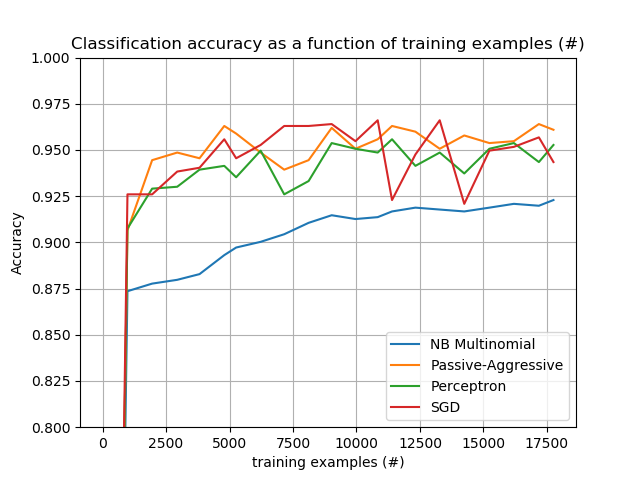 Classification accuracy as a function of training examples (#)
1.000
0.975
0.950
0.925
0.900
0.875
0.850
0.825
0.800
Accuracy
NB Multinomial
Passive-Aggressive
Perceptron
SGD
0 2500 5000 7500 10000 12500 15000 17500
training examples (#)